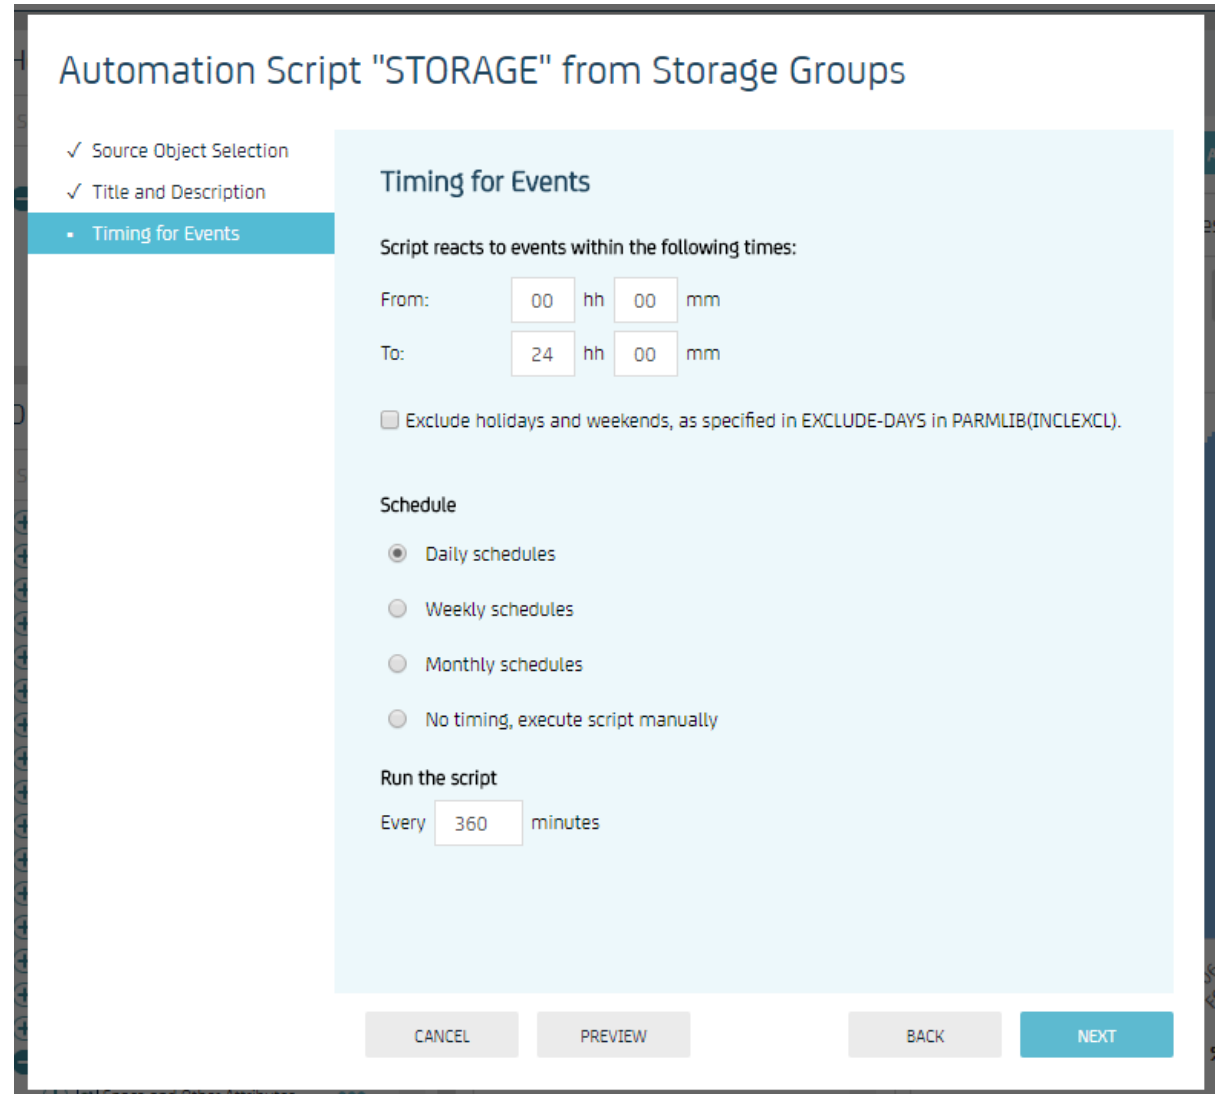 Automation Script "STORAGE" from Storage Groups
Source Object Selection
Title and Description
Timing for Events
Timing for Events
Script reacts to events within the following times:
From: 00 hh 00 mm
To: 24 hh 00 mm
Exclude holidays and weekends, as specified in EXCLUDE-DAYS in PARMLIB(INCLEXCL).
Schedule
Daily schedules
Weekly schedules
Monthly schedules
No timing, execute script manually
Run the script
Every 360 minutes
CANCEL PREVIEW BACK NEXT